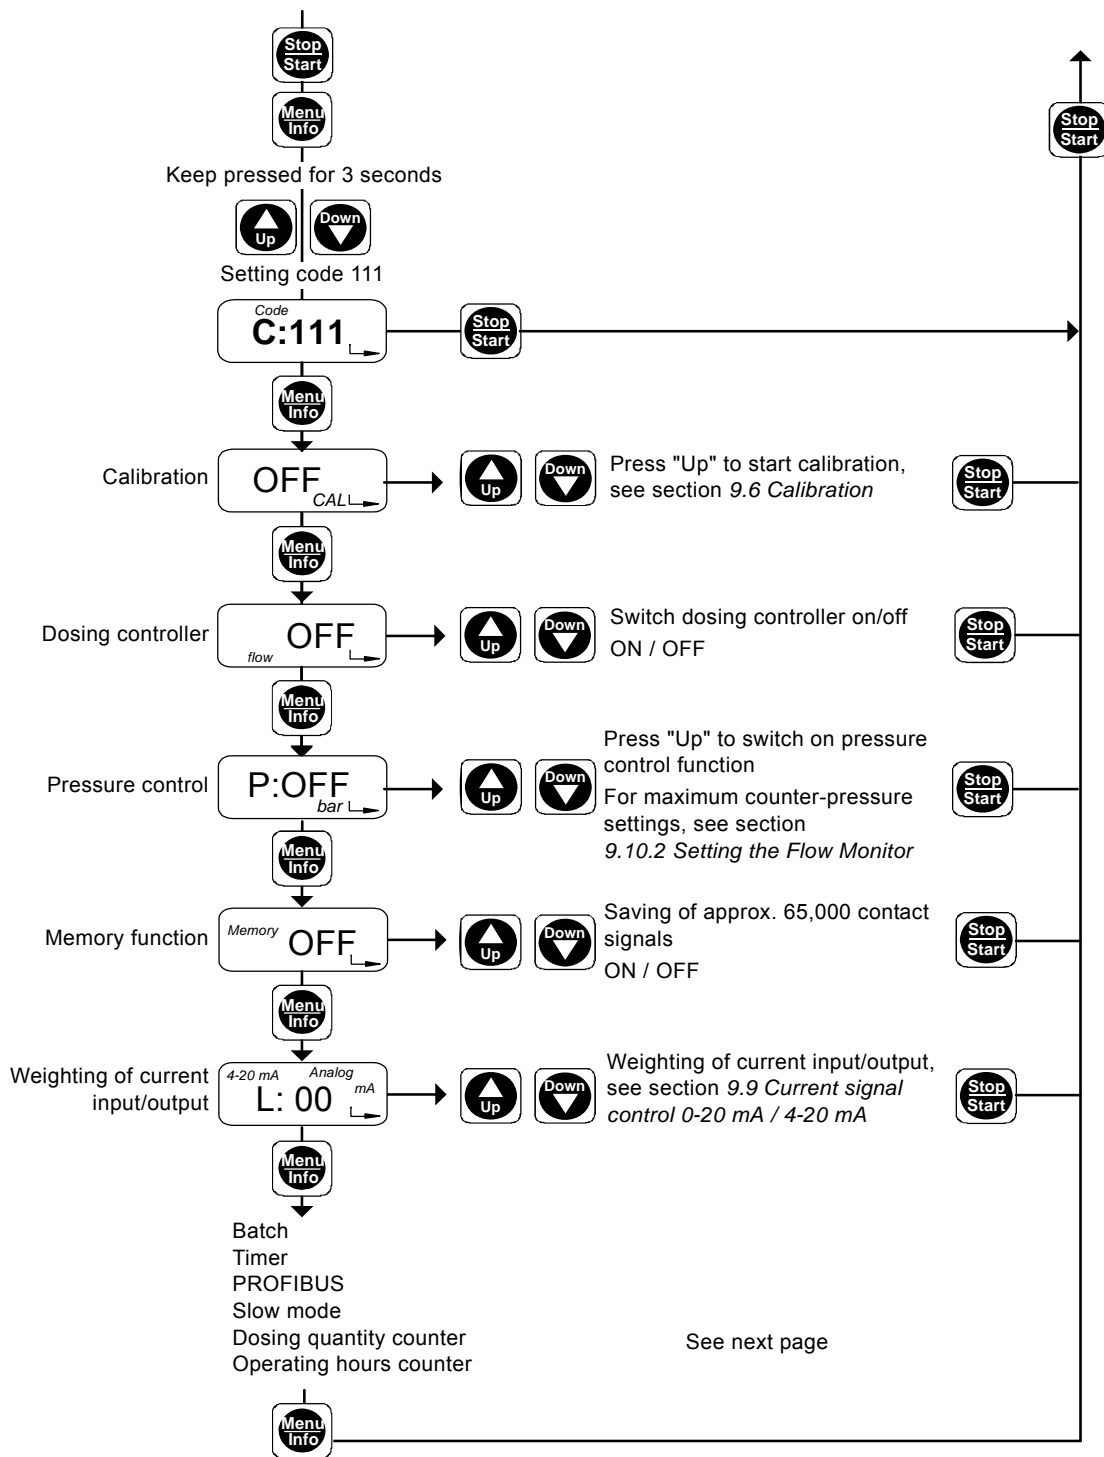 Stop
Start
Menu
Info
Stop
Start
Keep pressed for 3 seconds
Up
Down
Setting code 111
Code
C:111
Stop
Start
Menu
Info
Calibration
OFF
CAL
Up
Down
Press "Up" to start calibration,
see section 9.6 Calibration
Stop
Start
Menu
Info
Dosing controller
OFF
flow
Up
Down
Switch dosing controller on/off
ON / OFF
Stop
Start
Menu
Info
Pressure control
P:OFF
bar
Up
Down
Press "Up" to switch on pressure
control function
For maximum counter-pressure
settings, see section
9.10.2 Setting the Flow Monitor
Stop
Start
Menu
Info
Memory function
Memory
OFF
Up
Down
Saving of approx. 65,000 contact
signals
ON / OFF
Stop
Start
Menu
Info
Weighting of current
input/output
4-20 mA
Analog
L: 00
mA
Up
Down
Weighting of current input/output,
see section 9.9 Current signal
control 0-20 mA / 4-20 mA
Stop
Start
Menu
Info
Batch
Timer
PROFIBUS
Slow mode
Dosing quantity counter
Operating hours counter
See next page
Menu
Info